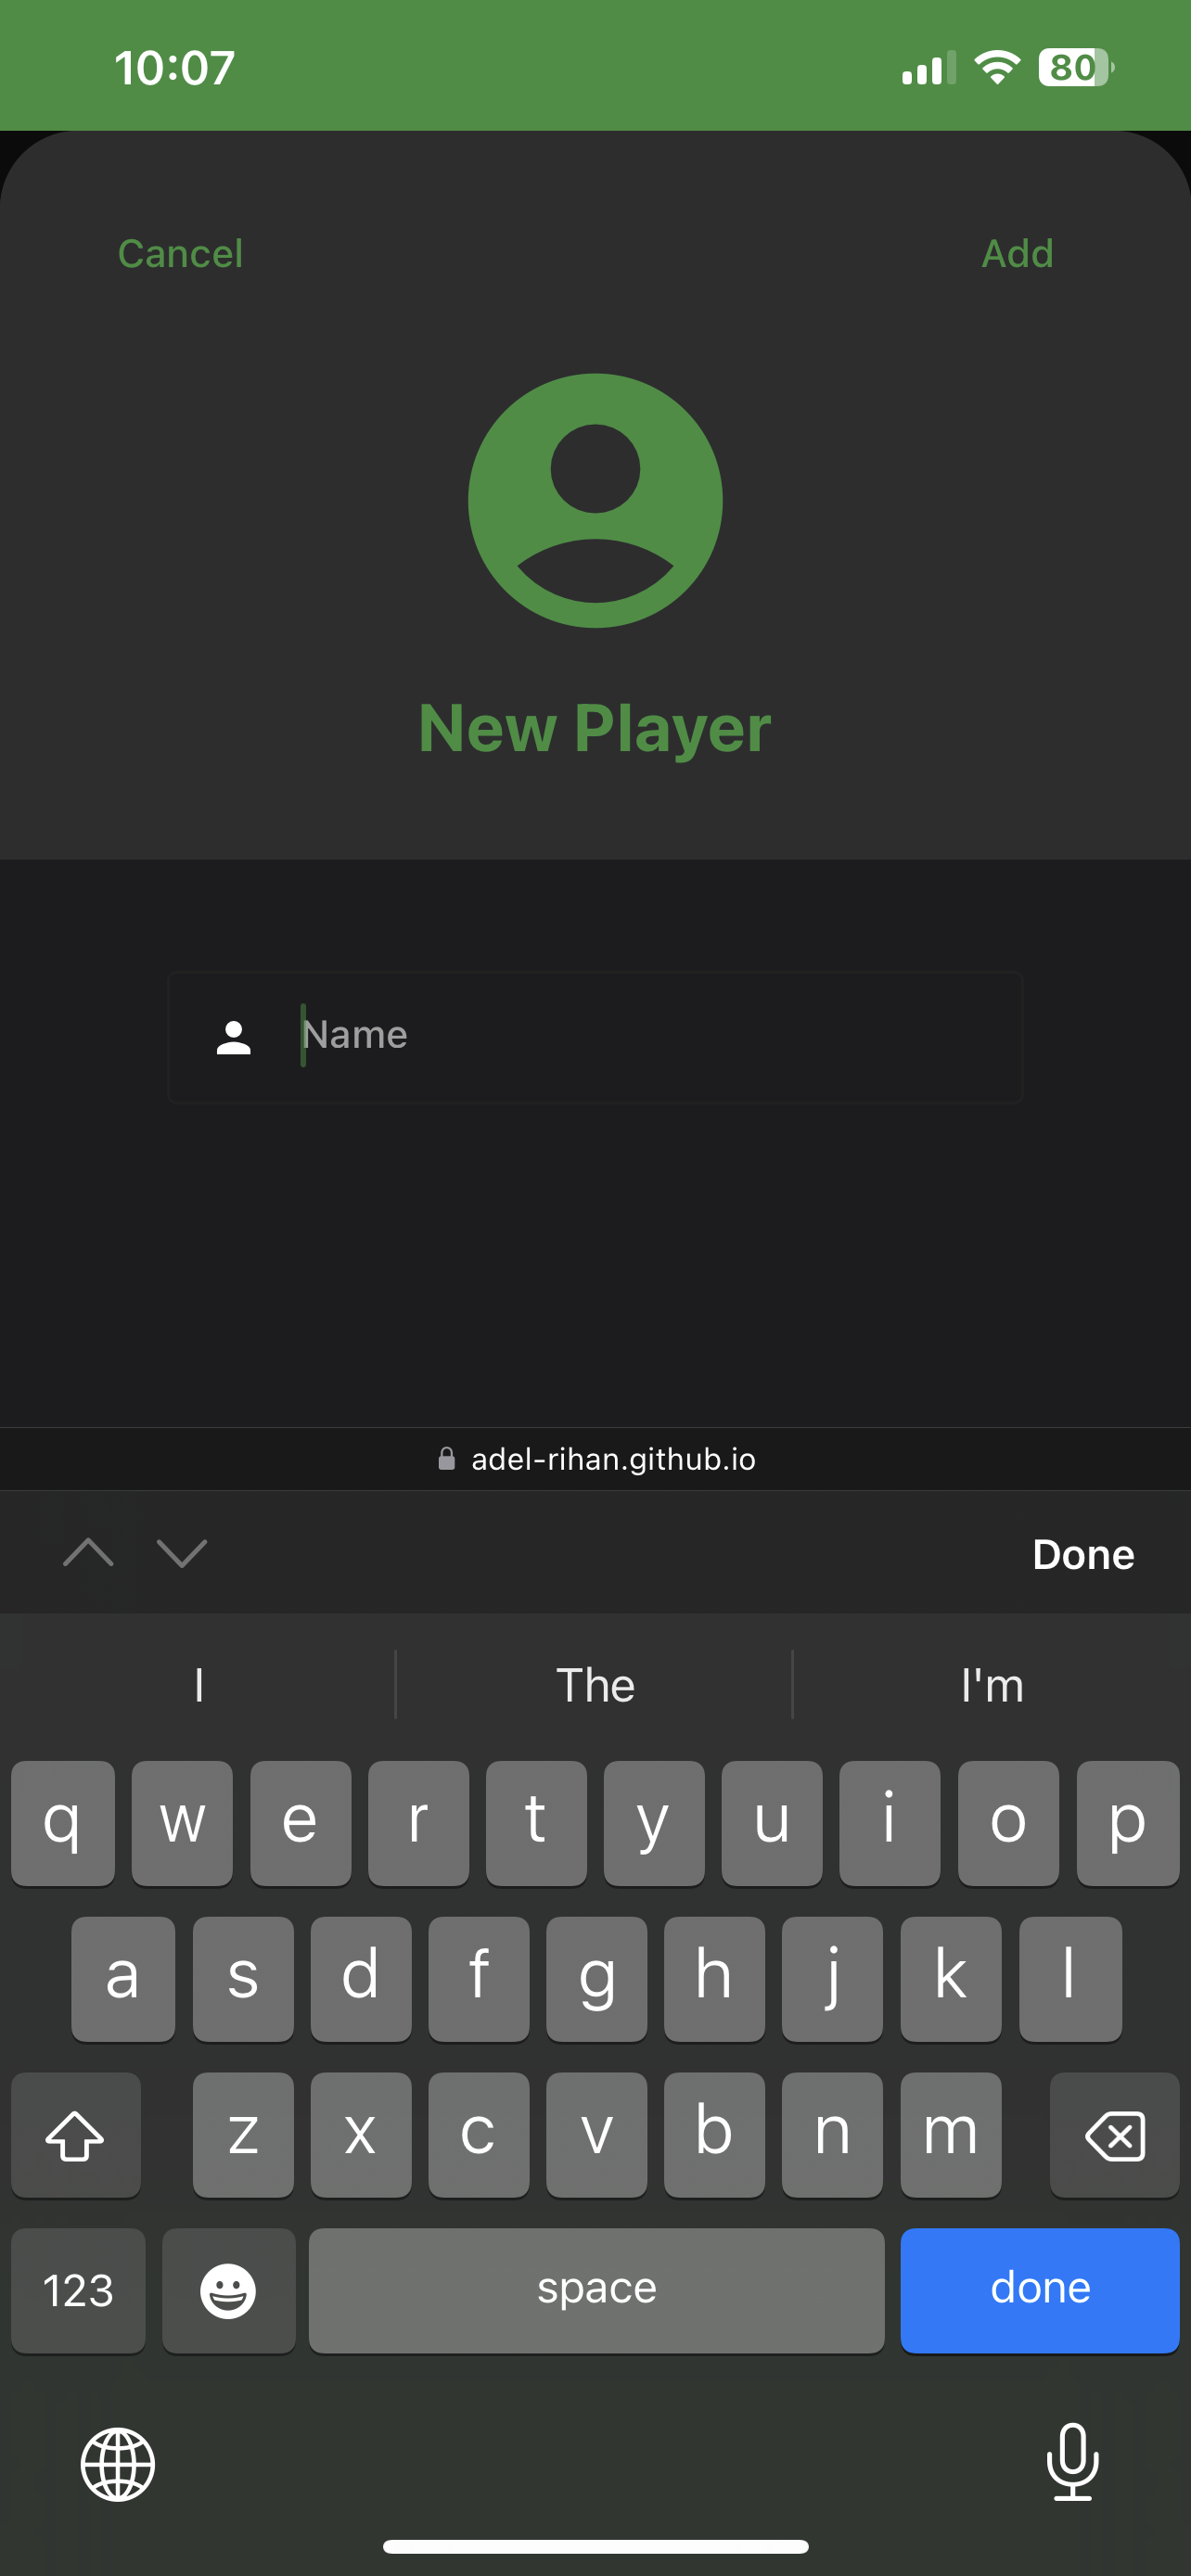 10:07 80
Cancel Add
New Player
Name
adel-rihan.github.io
Done
I The I'm
q w e r t y u i o p
a s d f g h j k l
z x c v b n m
123 space done